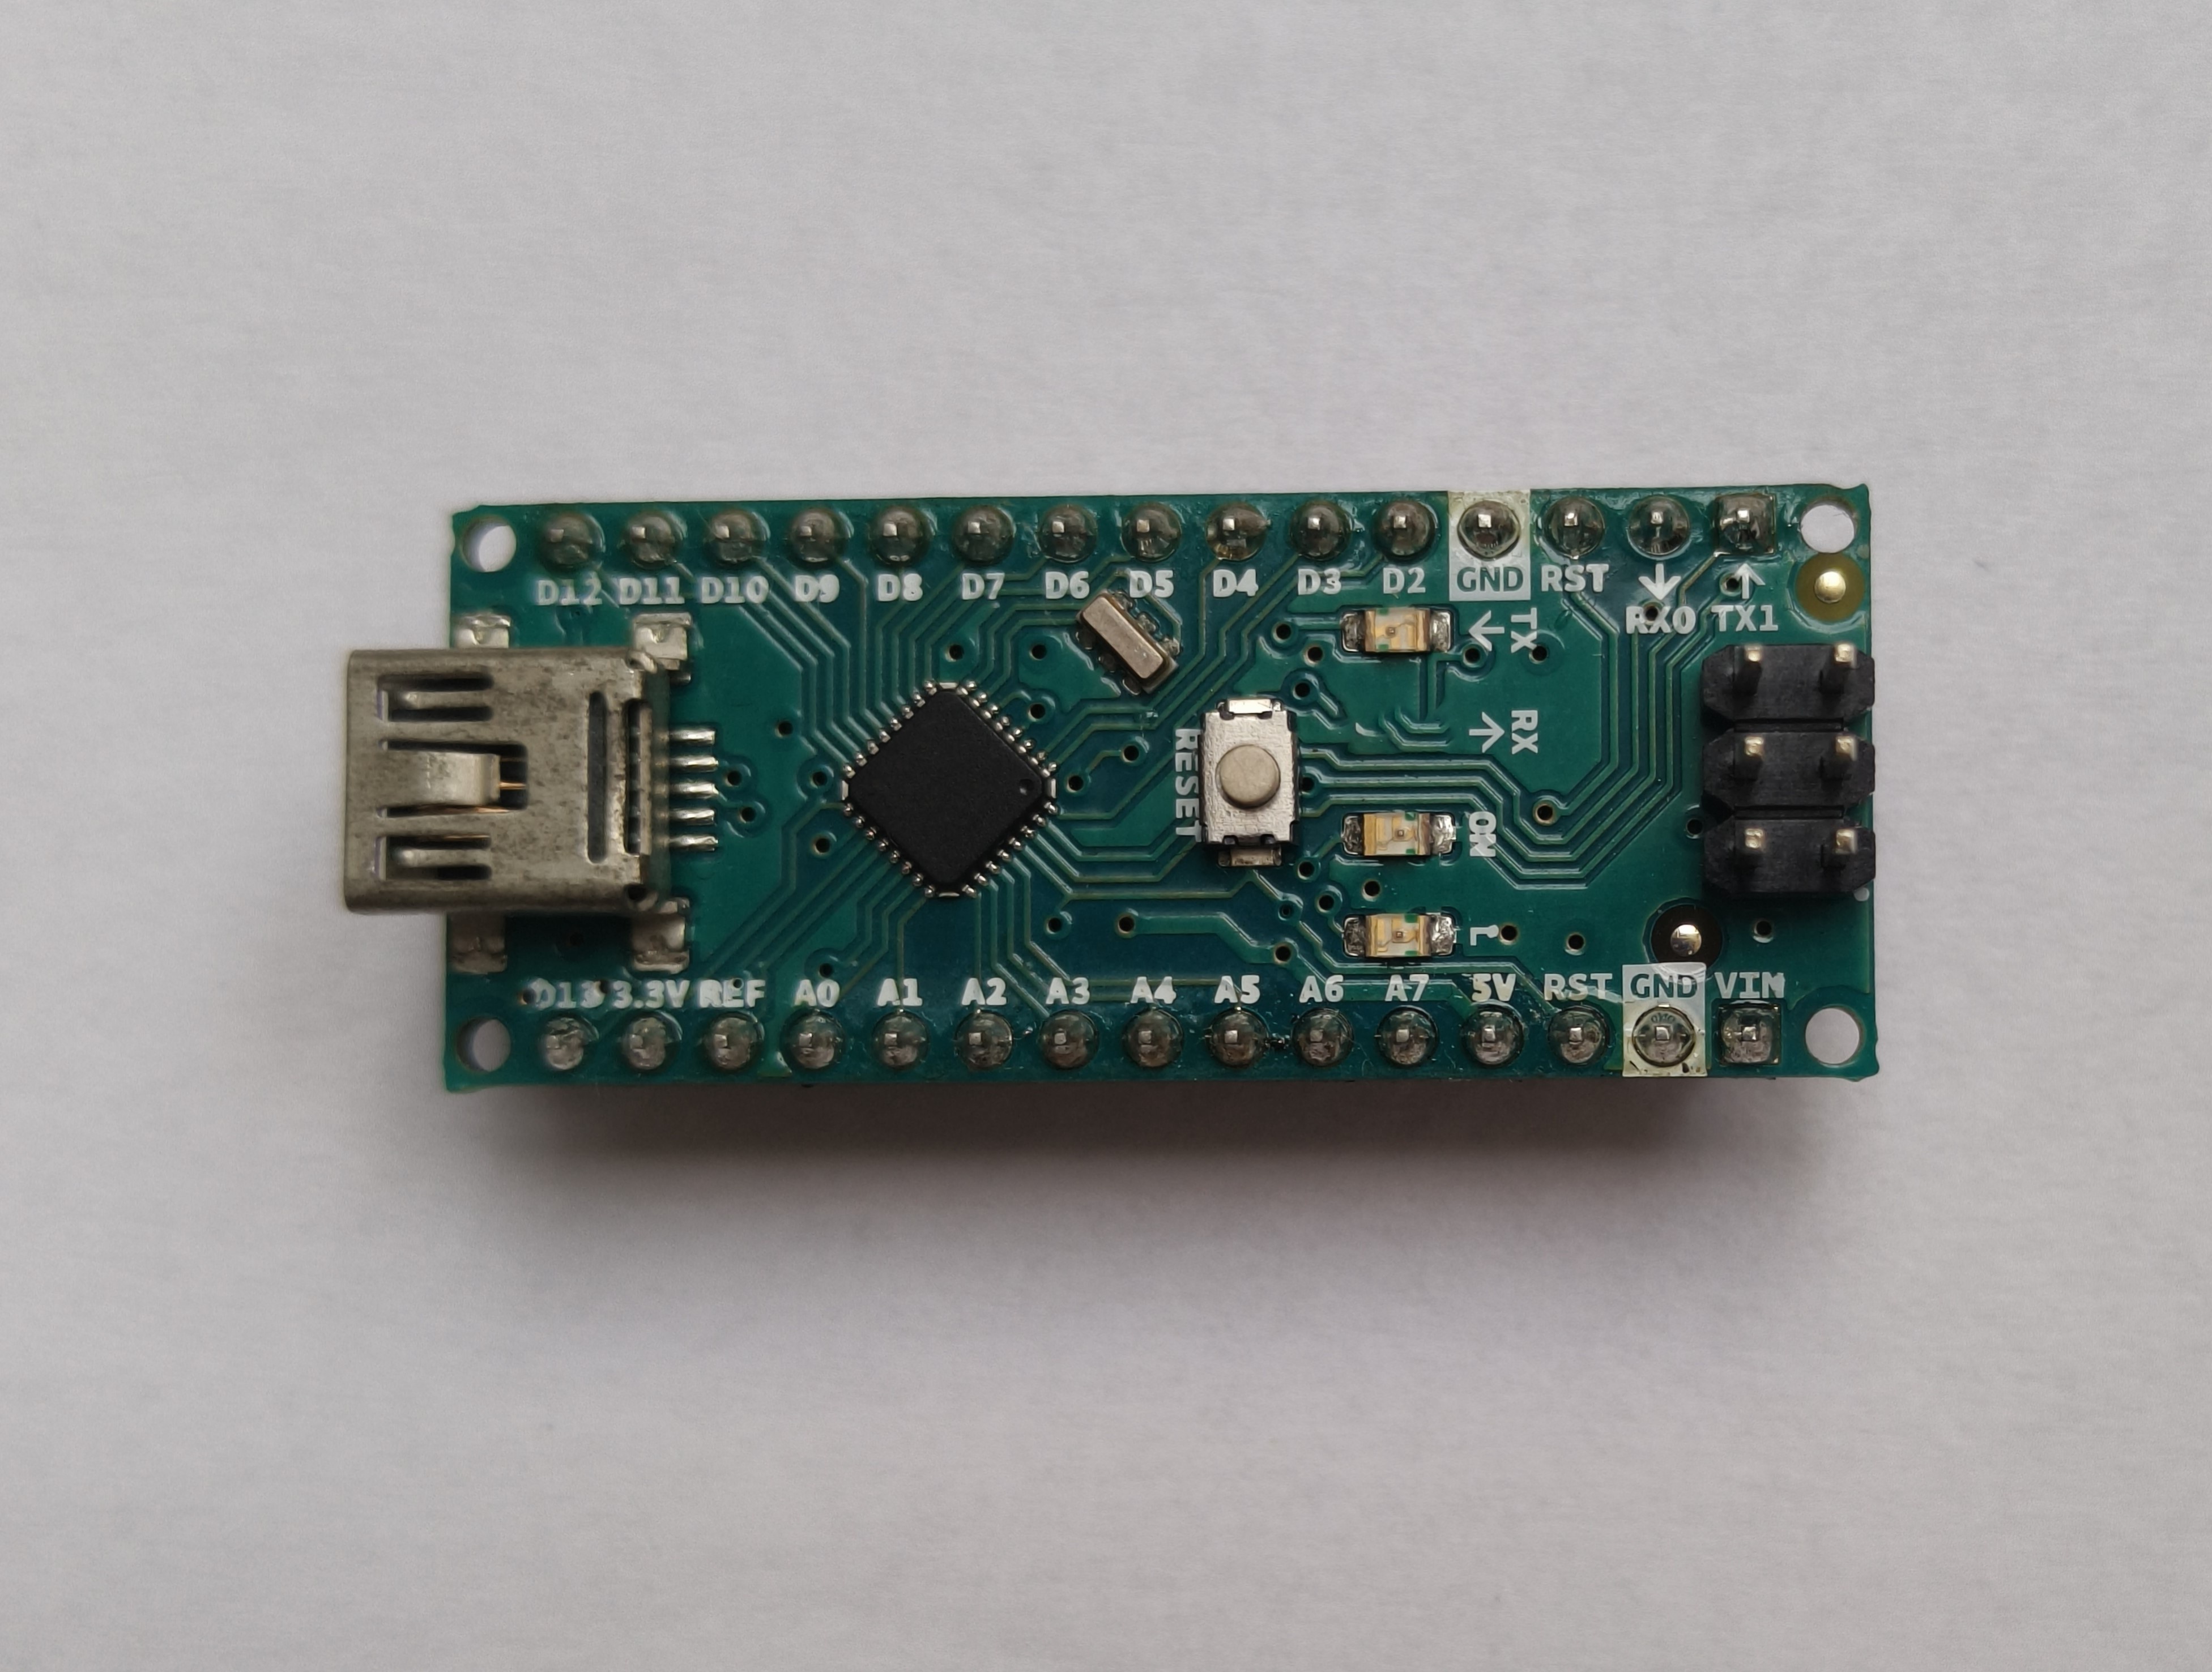 D12 D11 D10 D9 D8 D7 D6 D5 D4 D3 D2 GND RST
RX0 TX1
TX
RX
RESET
ON
L
D13 3.3V REF A0 A1 A2 A3 A4 A5 A6 A7 5V RST GND VIN